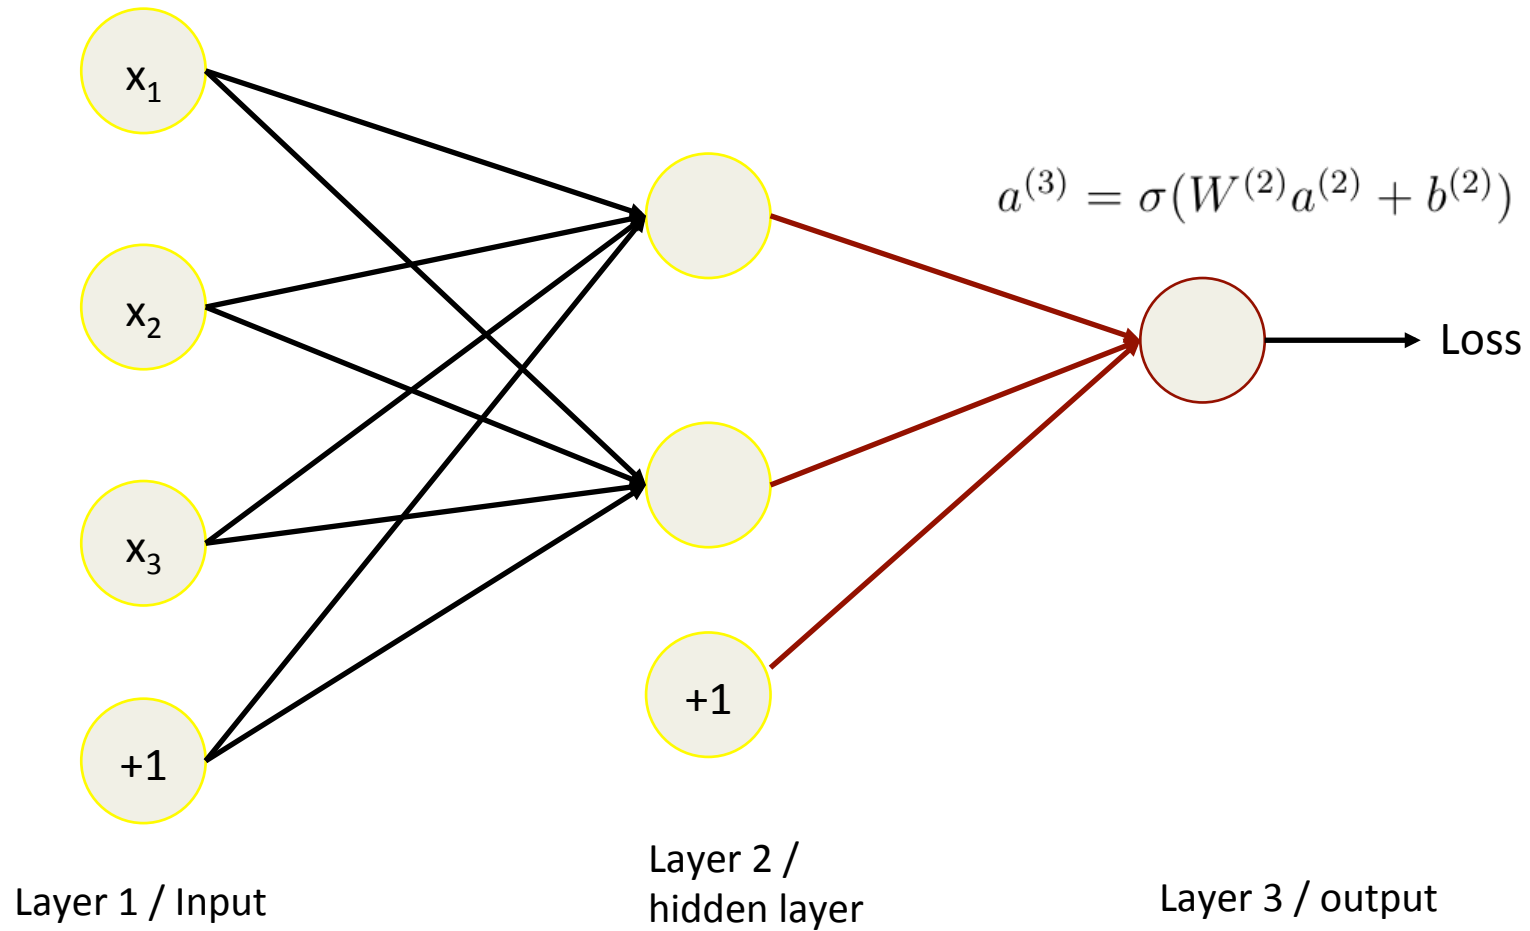 x₁
x₂
x₃
+1
+1
a⁽³⁾ = σ(W⁽²⁾a⁽²⁾ + b⁽²⁾)
Loss
Layer 1 / Input
Layer 2 /
hidden layer
Layer 3 / output